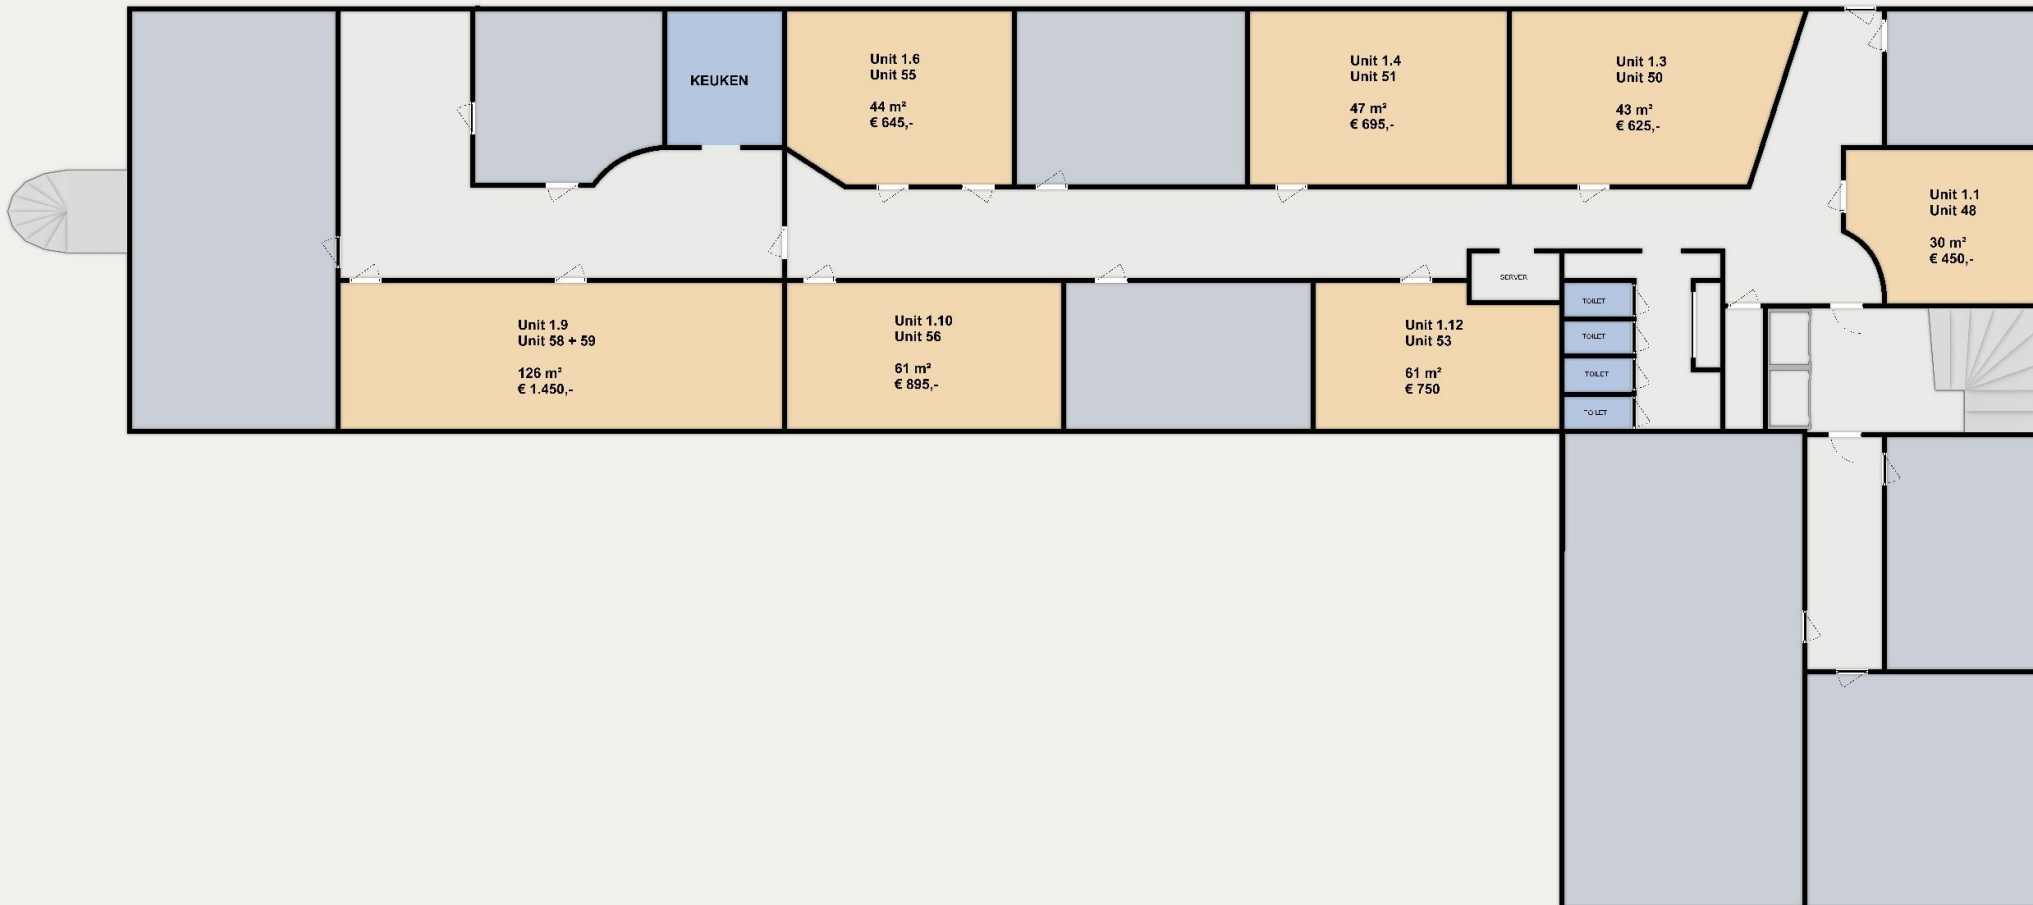 KEUKEN
Unit 1.6
Unit 55
44 m²
€ 645,-
Unit 1.4
Unit 51
47 m²
€ 695,-
Unit 1.3
Unit 50
43 m²
€ 625,-
Unit 1.1
Unit 48
30 m²
€ 450,-
SERVER
Unit 1.9
Unit 58 + 59
126 m²
€ 1.450,-
Unit 1.10
Unit 56
61 m²
€ 895,-
Unit 1.12
Unit 53
61 m²
€ 750
TOILET
TOILET
TOILET
TOILET